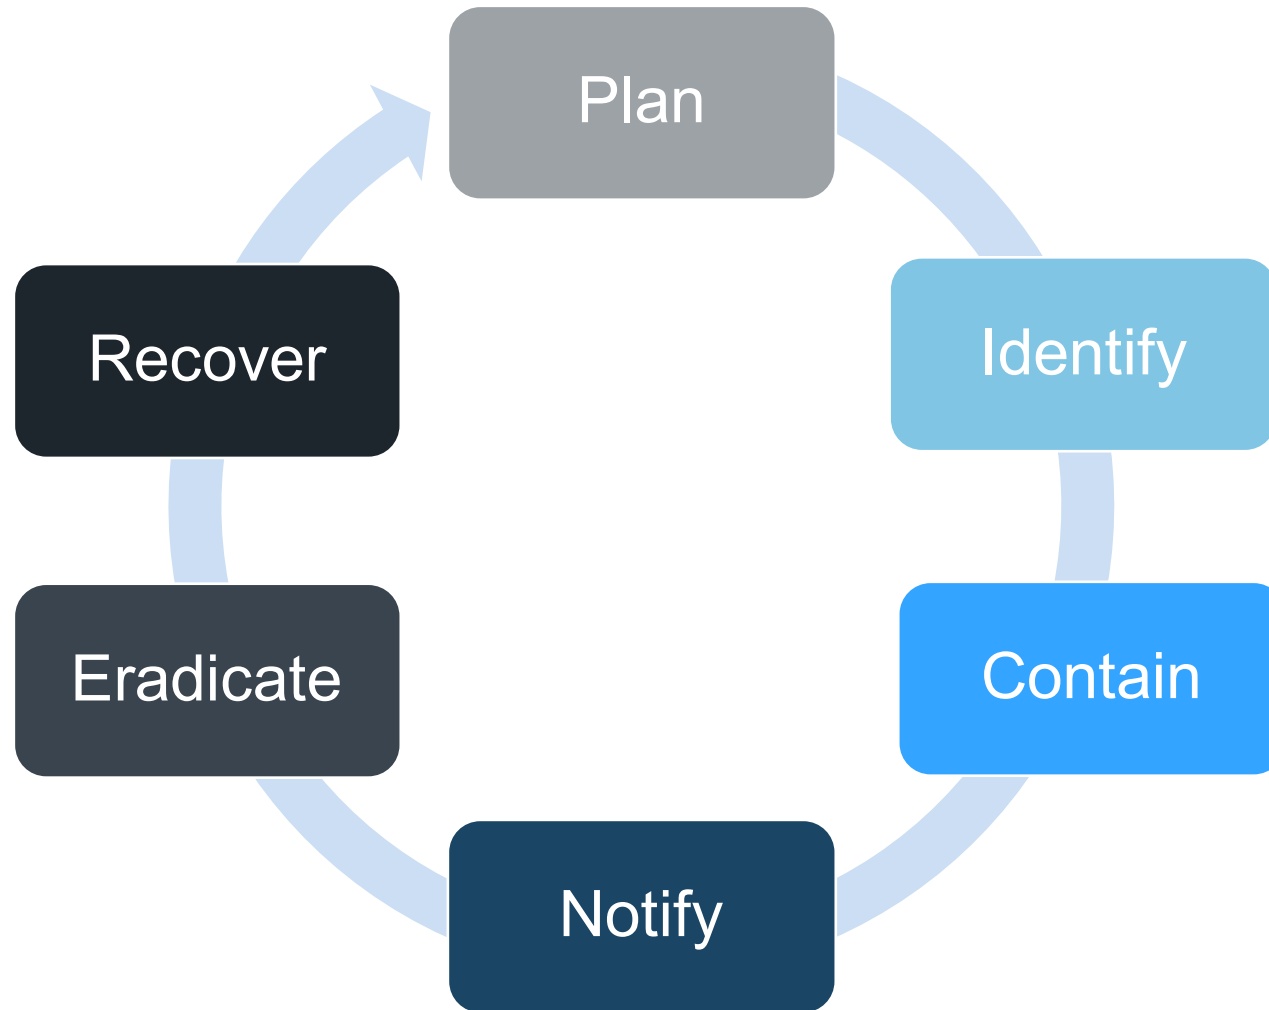 Plan
Identify
Contain
Notify
Eradicate
Recover